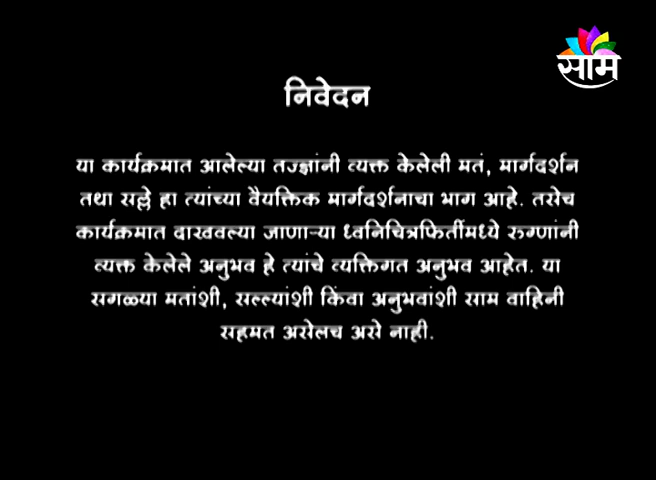 साम
निवेदन
या कार्यक्रमात आलेल्या तज्ज्ञांनी व्यक्त केलेली मतं, मार्गदर्शन
तथा सल्ले हा त्यांच्या वैयक्तिक मार्गदर्शनाचा भाग आहे. तसेच
कार्यक्रमात दाखवल्या जाणाऱ्या ध्वनिचित्रफितींमध्ये रुग्णांनी
व्यक्त केलेले अनुभव हे त्यांचे व्यक्तिगत अनुभव आहेत. या
सगळ्या मतांशी, सल्ल्यांशी किंवा अनुभवांशी साम वाहिनी
सहमत असेलच असे नाही.